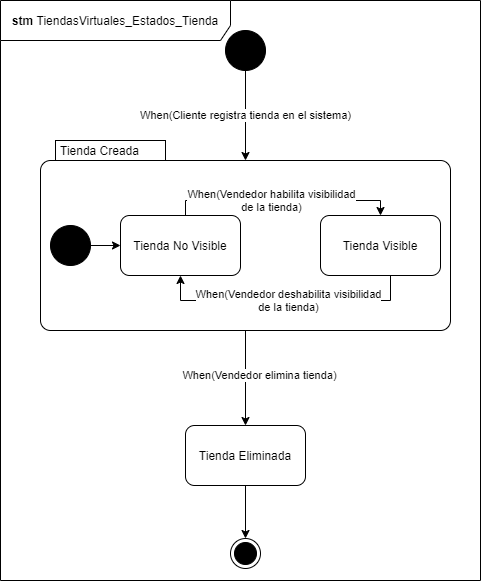 stm TiendasVirtuales_Estados_Tienda
When(Cliente registra tienda en el sistema)
Tienda Creada
When(Vendedor habilita visibilidad
de la tienda)
Tienda No Visible
Tienda Visible
When(Vendedor deshabilita visibilidad
de la tienda)
When(Vendedor elimina tienda)
Tienda Eliminada